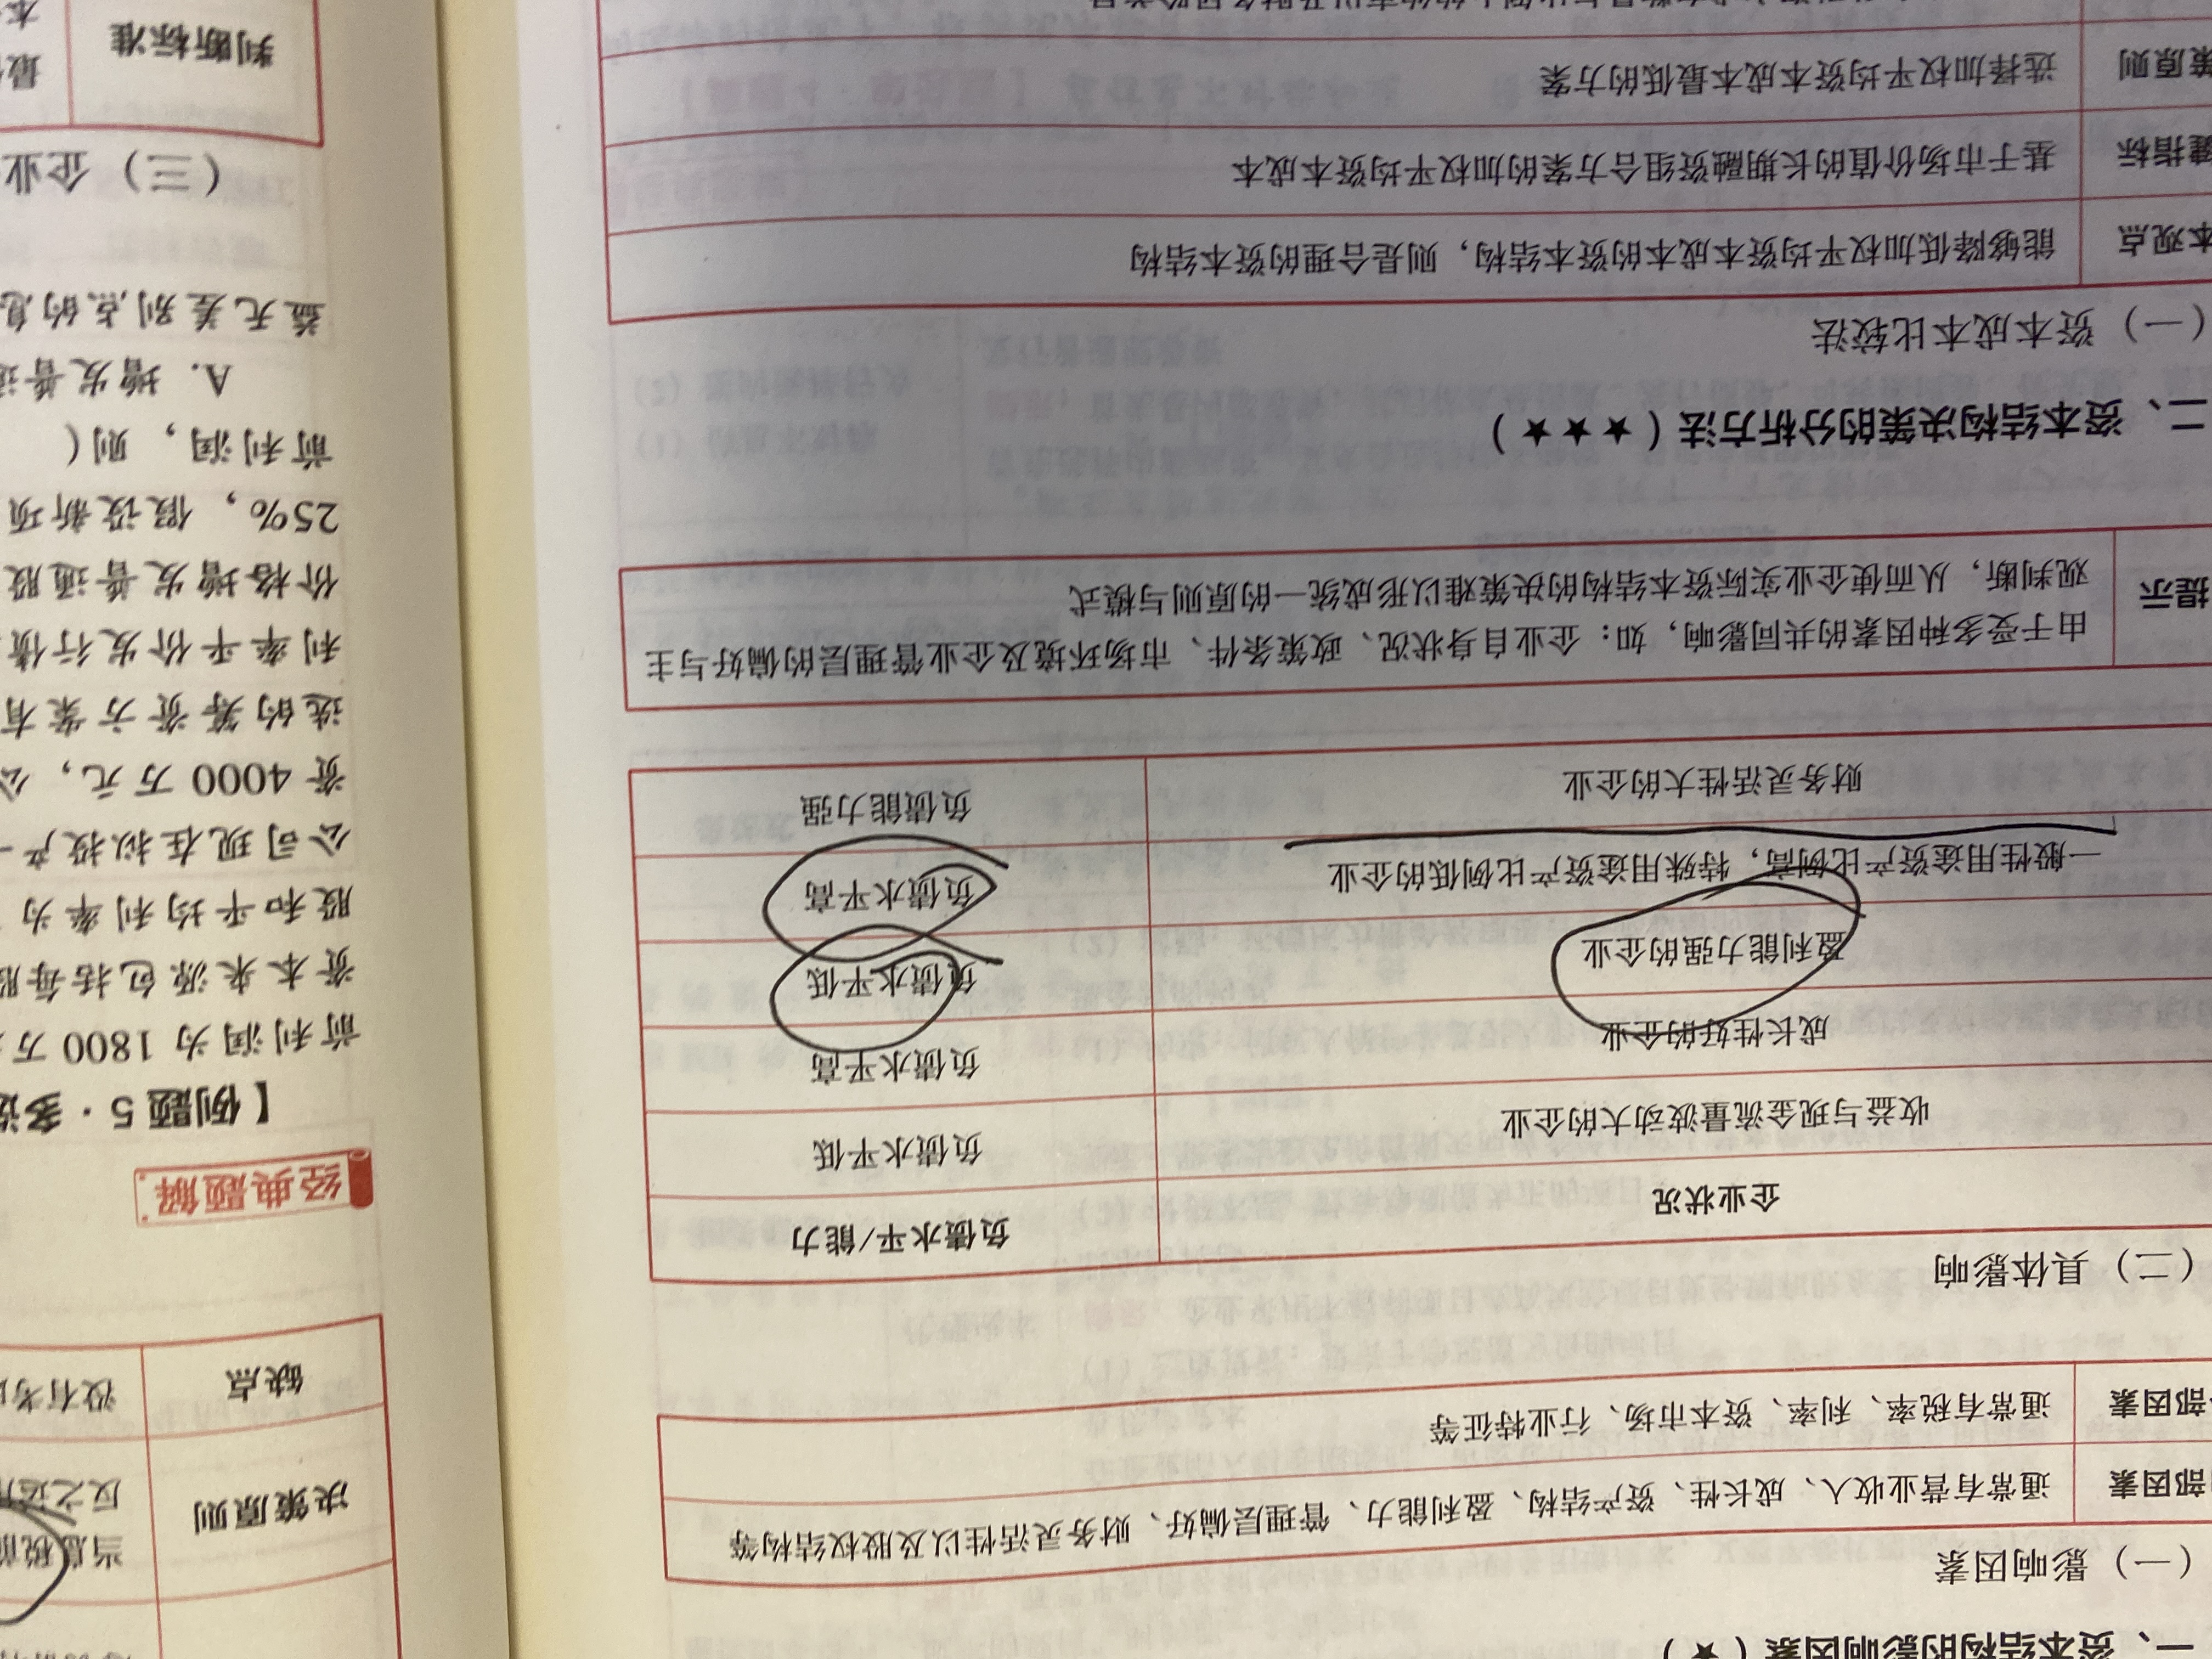 一、资本结构的影响因素（★）
（一）影响因素
部因素 通常有营业收入、成长性、资产结构、盈利能力、管理层偏好、财务灵活性以及股权结构等
部因素 通常有税率、利率、资本市场、行业特征等
（二）具体影响
企业状况 负债水平/能力
收益与现金流量波动大的企业 负债水平低
成长性好的企业 负债水平高
盈利能力强的企业 负债水平低
一般性用途资产比例高，特殊用途资产比例低的企业 负债水平高
财务灵活性大的企业 负债能力强
提示 由于受多种因素的共同影响，如：企业自身状况、政策条件、市场环境及企业管理层的偏好与主
观判断，从而使企业实际资本结构的决策难以形成统一的原则与模式
二、资本结构决策的分析方法（★★★）
（一）资本成本比较法
本观点 能够降低加权平均资本成本的资本结构，则是合理的资本结构
键指标 基于市场价值的长期融资组合方案的加权平均资本成本
策原则 选择加权平均资本成本最低的方案
当息税前
决策原则 反之运
缺点 没有考
经典题解
【例题5·多选
前利润为 1800 万
资本来源包括每股
股和平均利率为
公司现在拟投产一
资 4000 万元，公
选的筹资方案有
利率平价发行债
价格增发普通股
25%，假设新项
前利润，则（
A. 增发普通
益无差别点的息
（三）企业
判断标准 最